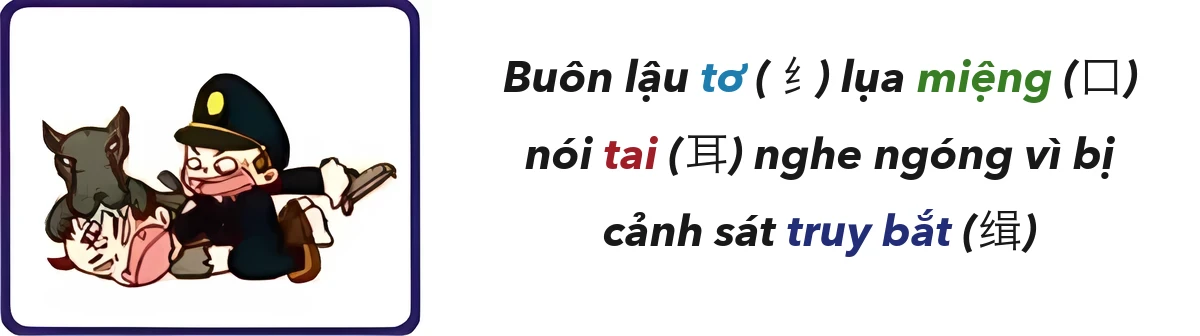 Buôn lậu tơ (纟) lụa miệng (口)
nói tai (耳) nghe ngóng vì bị
cảnh sát truy bắt (缉)